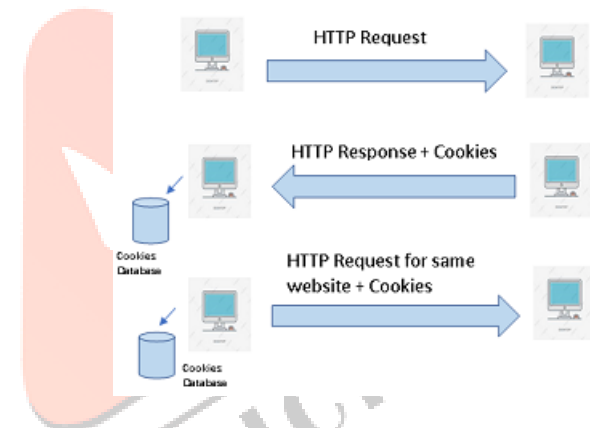 HTTP Request
HTTP Response + Cookies
Cookies
Database
HTTP Request for same
website + Cookies
Cookies
Database